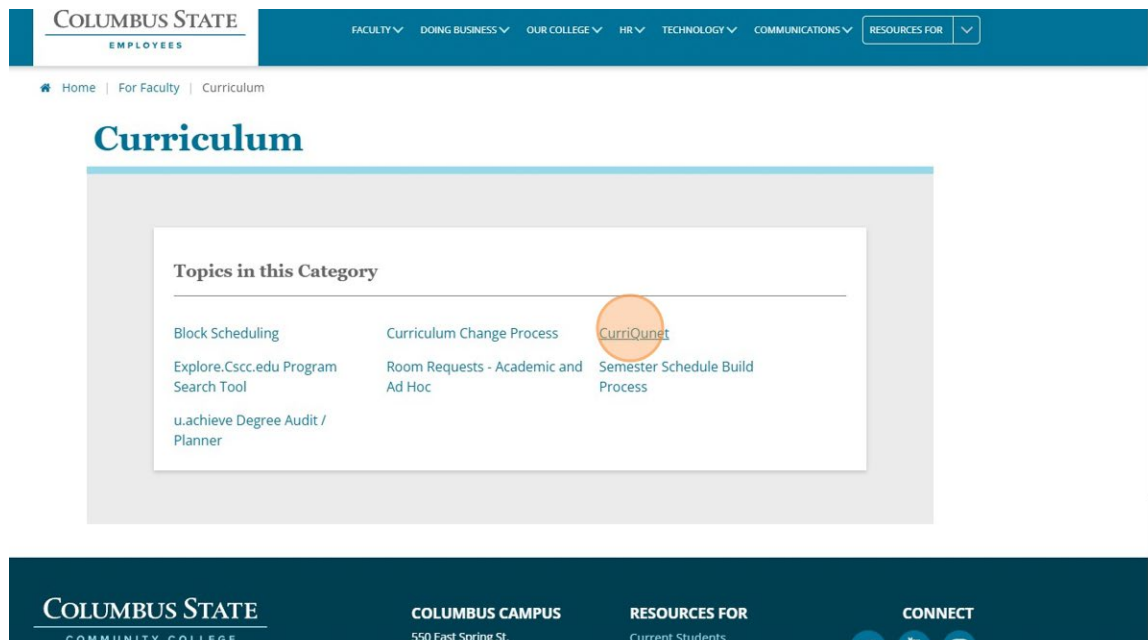 COLUMBUS STATE
EMPLOYEES
FACULTY DOING BUSINESS OUR COLLEGE HR TECHNOLOGY COMMUNICATIONS RESOURCES FOR
Home | For Faculty | Curriculum
Curriculum
Topics in this Category
Block Scheduling
Curriculum Change Process
CurriQunet
Explore.Cscc.edu Program
Search Tool
Room Requests - Academic and
Ad Hoc
Semester Schedule Build
Process
u.achieve Degree Audit /
Planner
COLUMBUS STATE
COMMUNITY COLLEGE
COLUMBUS CAMPUS
550 East Spring St.
RESOURCES FOR
Current Students
CONNECT